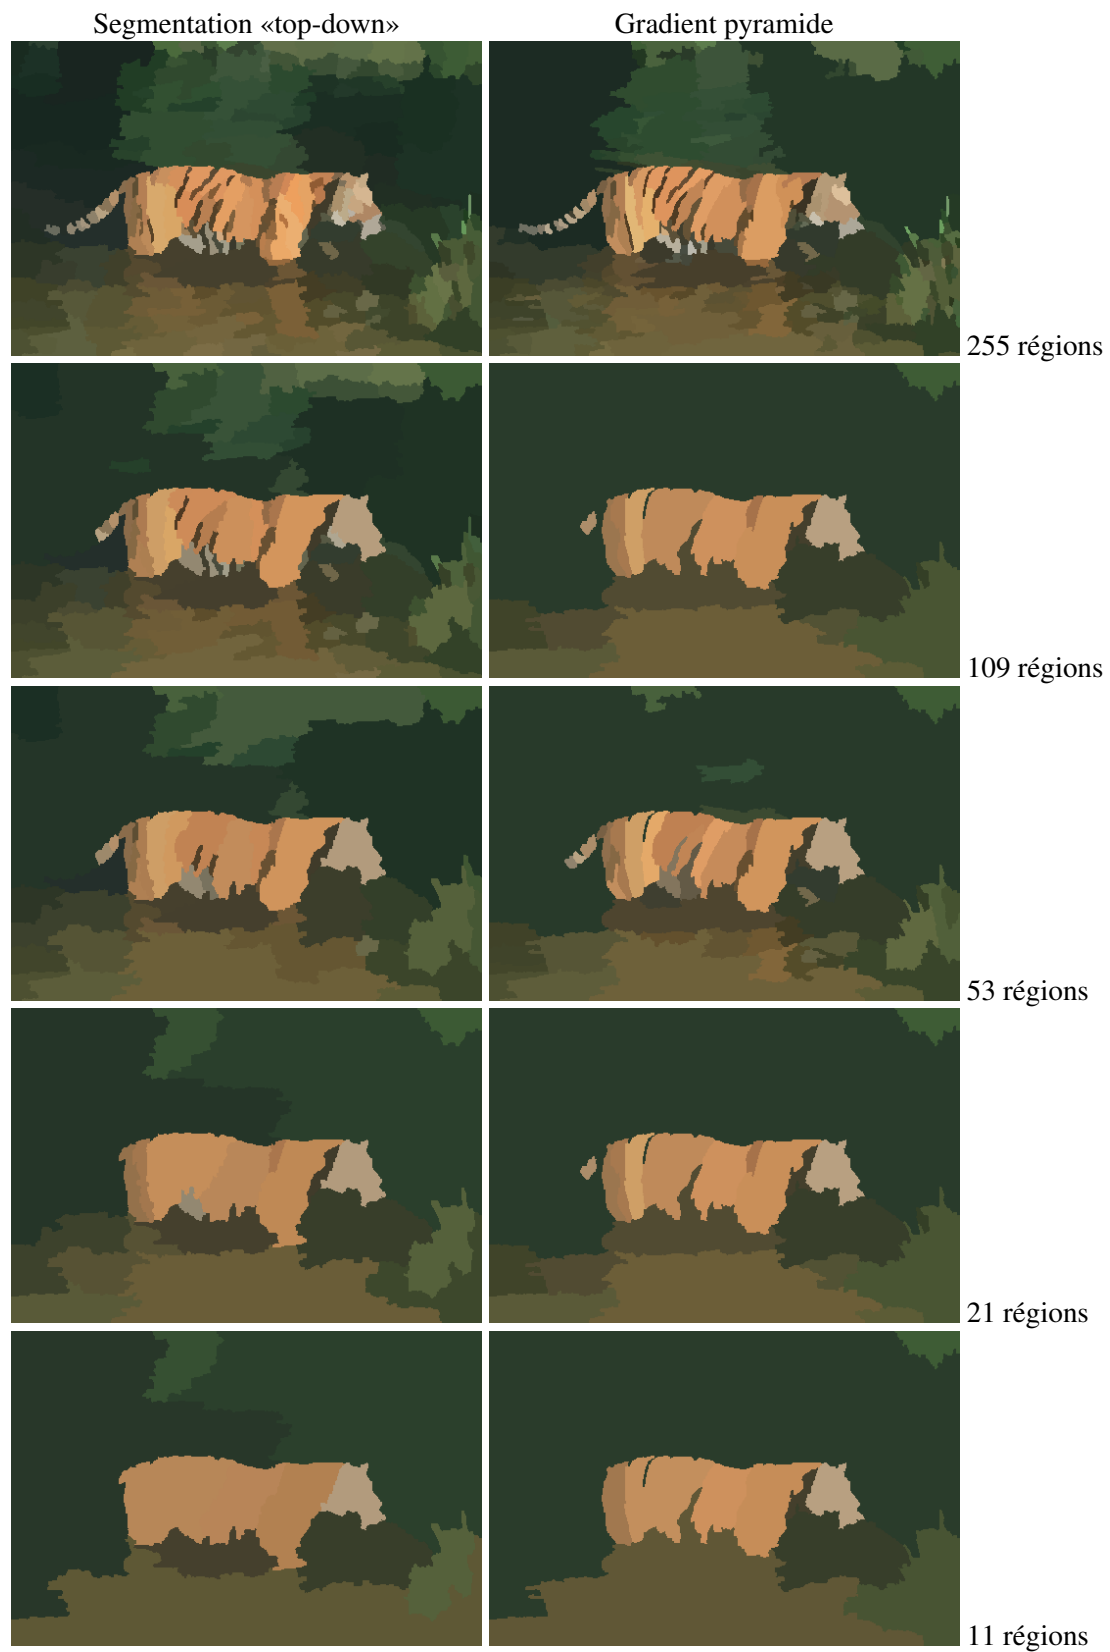 Segmentation «top-down» Gradient pyramide
255 régions
109 régions
53 régions
21 régions
11 régions